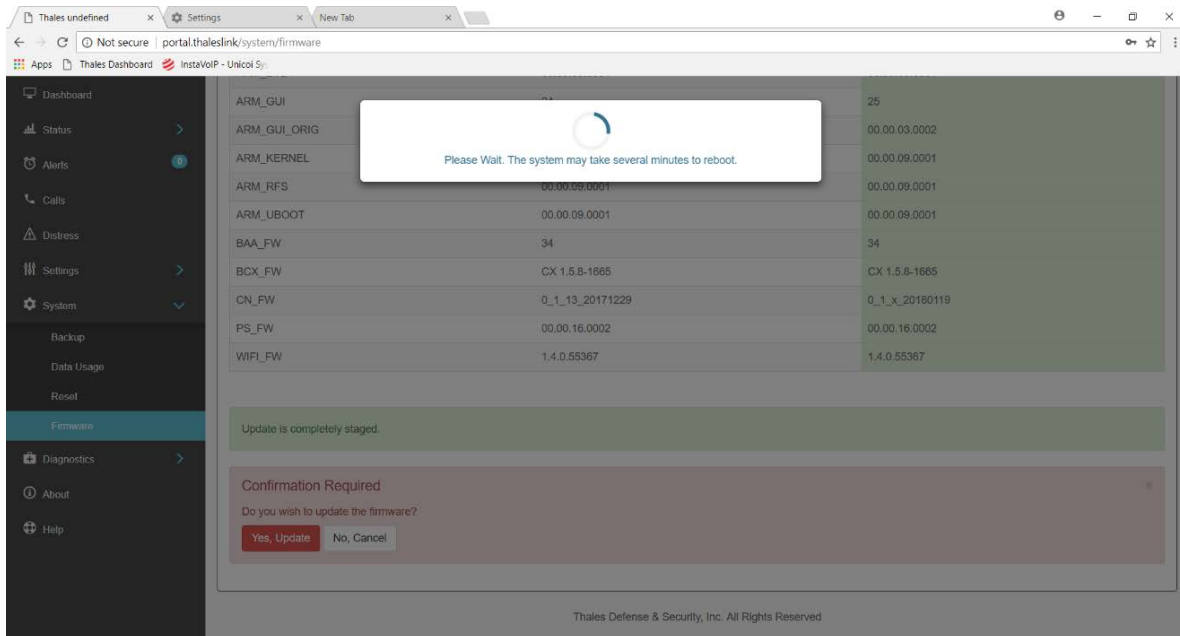 Thales undefined
Settings
New Tab
Not secure | portal.thaleslink/system/firmware
Apps Thales Dashboard InstaVoIP - Unicoi Sy
Dashboard
ARM_GUI 25
Status
ARM_GUI_ORIG 00.00.03.0002
Alerts 0
ARM_KERNEL 00.00.09.0001
Please Wait. The system may take several minutes to reboot.
ARM_RFS 00.00.09.0001 00.00.09.0001
Calls
ARM_UBOOT 00.00.09.0001 00.00.09.0001
Distress
BAA_FW 34 34
Settings
BCX_FW CX 1.5.8-1665 CX 1.5.8-1665
System
CN_FW 0_1_13_20171229 0_1_x_20180119
Backup
PS_FW 00.00.16.0002 00.00.16.0002
WIFI_FW 1.4.0.55367 1.4.0.55367
Data Usage
Reset
Firmware
Update is completely staged.
Diagnostics
About
Help
Confirmation Required
Do you wish to update the firmware?
Yes, Update No, Cancel
Thales Defense & Security, Inc. All Rights Reserved